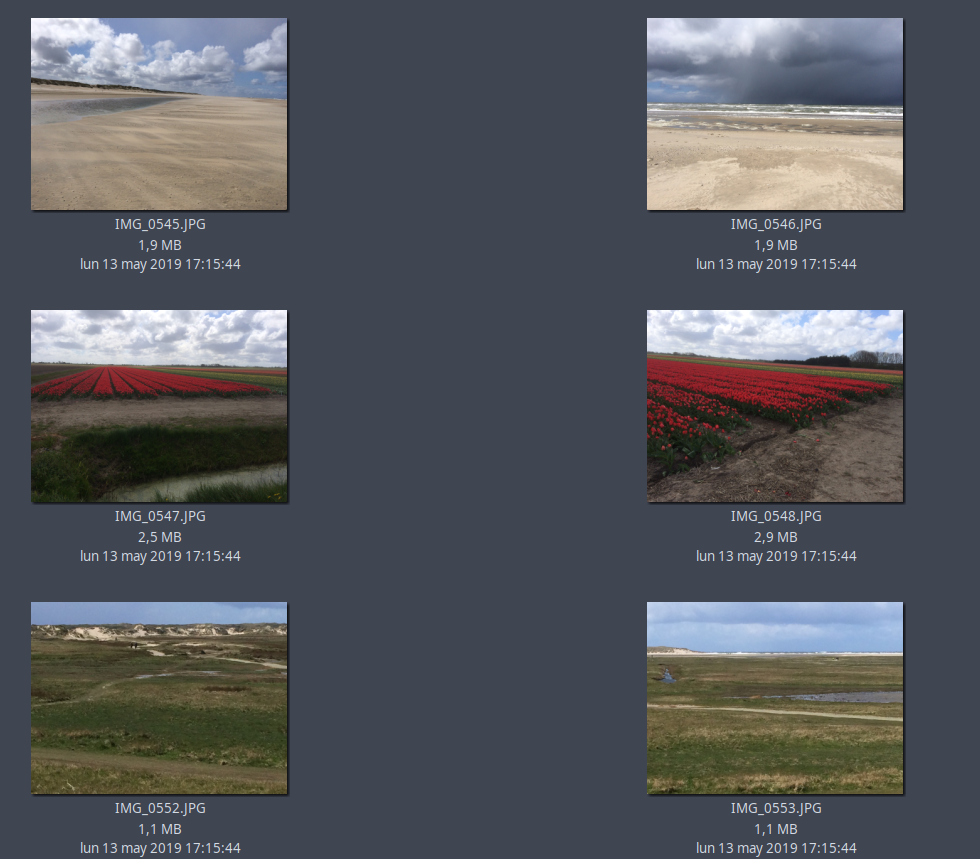 IMG_0545.JPG
1,9 MB
lun 13 may 2019 17:15:44
IMG_0546.JPG
1,9 MB
lun 13 may 2019 17:15:44
IMG_0547.JPG
2,5 MB
lun 13 may 2019 17:15:44
IMG_0548.JPG
2,9 MB
lun 13 may 2019 17:15:44
IMG_0552.JPG
1,1 MB
lun 13 may 2019 17:15:44
IMG_0553.JPG
1,1 MB
lun 13 may 2019 17:15:44